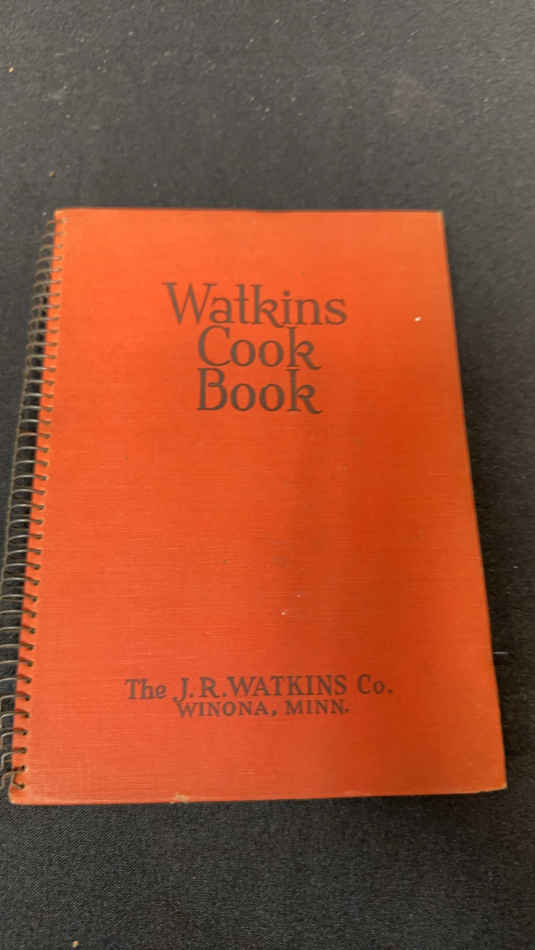 Watkins
Cook
Book
The J.R. WATKINS Co.
WINONA, MINN.